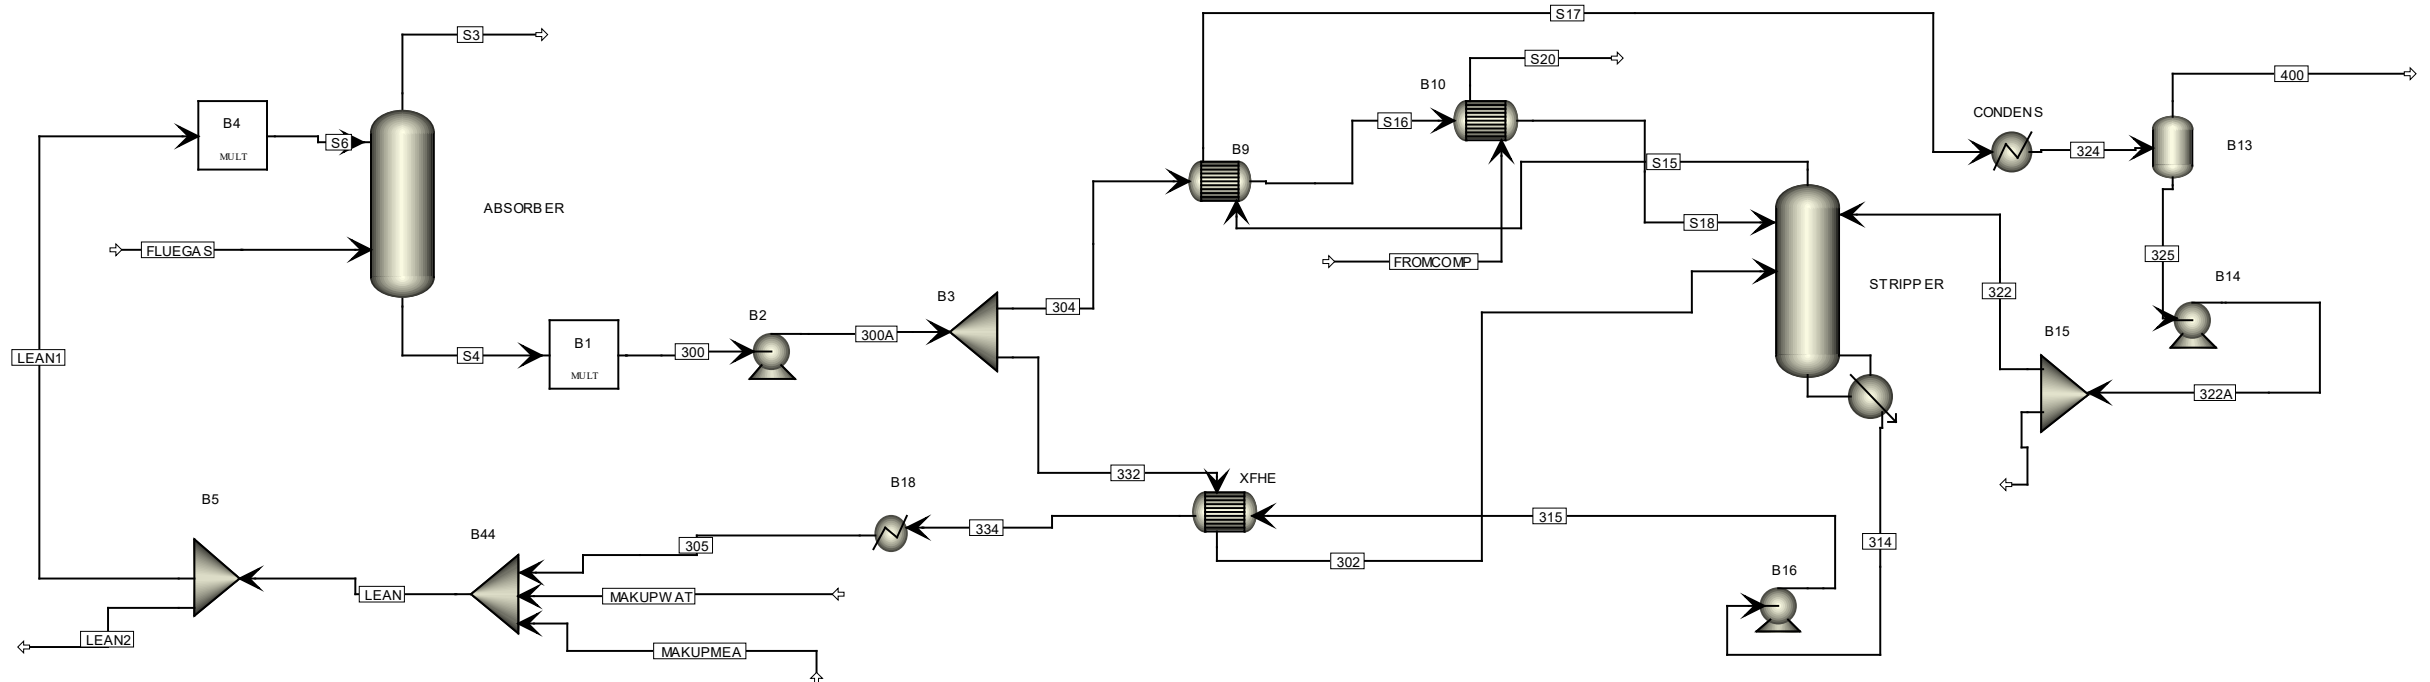 S17
S3
S20
400
B10
B4
MULT
S6
S16
CONDENS
B9
324
B13
S15
ABSORBER
S18
FLUEGAS
FROMCOMP
325
STRIPPER
322
B14
B3
304
B2
300A
B15
B1
MULT
LEAN1
S4
300
322A
332
XFHE
B18
B5
334
315
B44
305
314
302
B16
LEAN
MAKUPWAT
LEAN2
MAKUPMEA